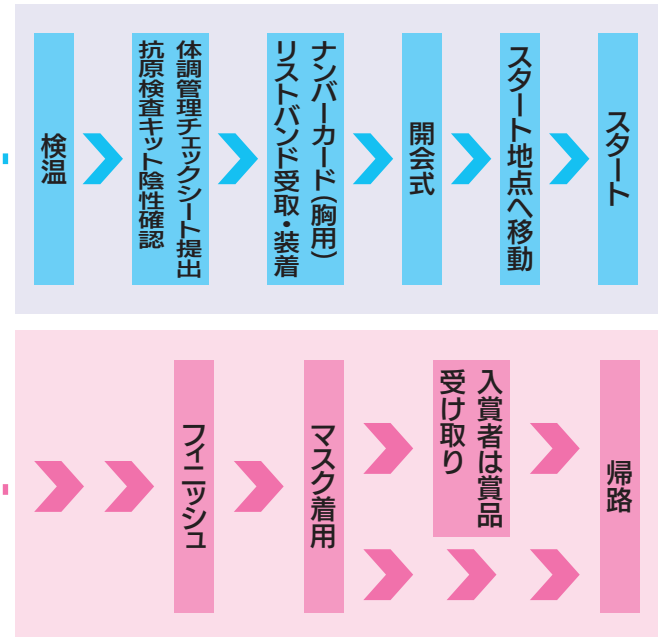 検温
体調管理チェックシート提出
抗原検査キット陰性確認
ナンバーカード(胸用)
リストバンド受取・装着
開会式
スタート地点へ移動
スタート
フィニッシュ
マスク着用
入賞者は賞品
受け取り
帰路